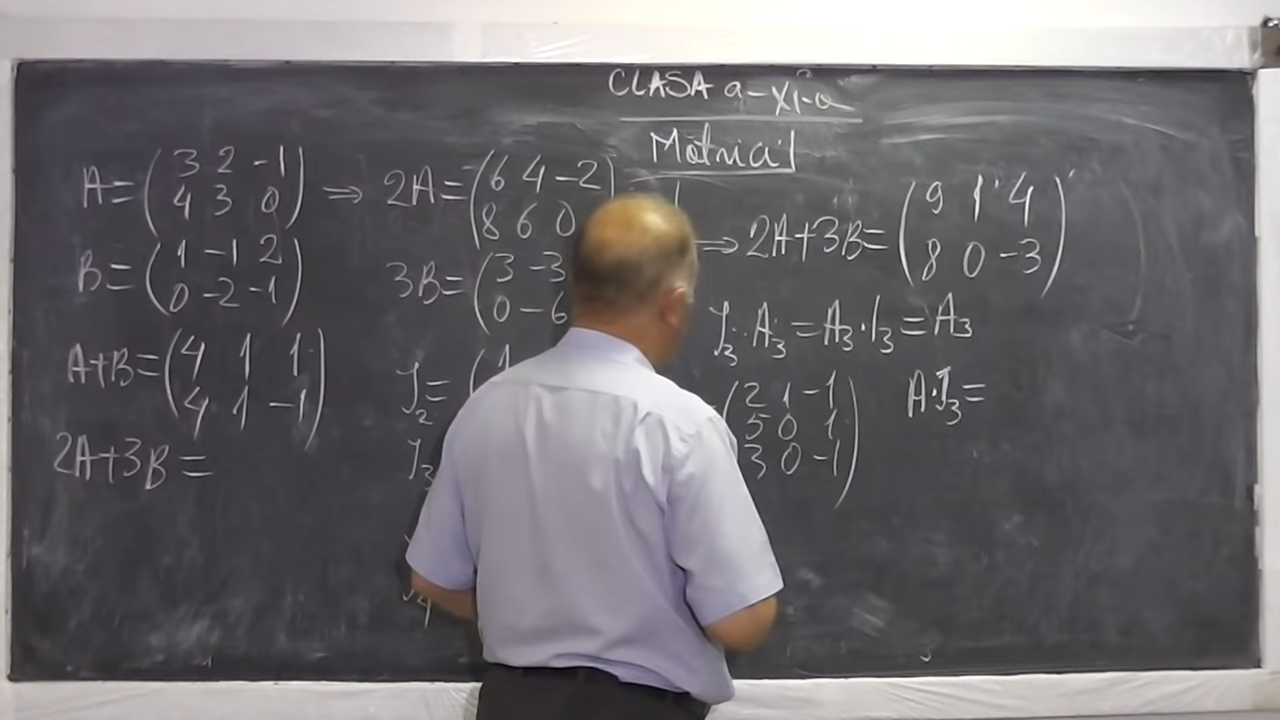 CLASA a-XI-a
Matrici
A=(3 2 -1
4 3 0)
B=(1 -1 2
0 -2 -1)
A+B=(4 1 1
4 1 -1)
2A+3B=
⇒ 2A=(6 4 -2)
8 6 0
3B=(3 -3
0 -6
I₂=(1
I₃
I₄
⇒ 2A+3B=(9 1 4
8 0 -3)
I₃·A₃=A₃·I₃=A₃
(2 1 -1
5 0 1
3 0 -1)
A·I₃=